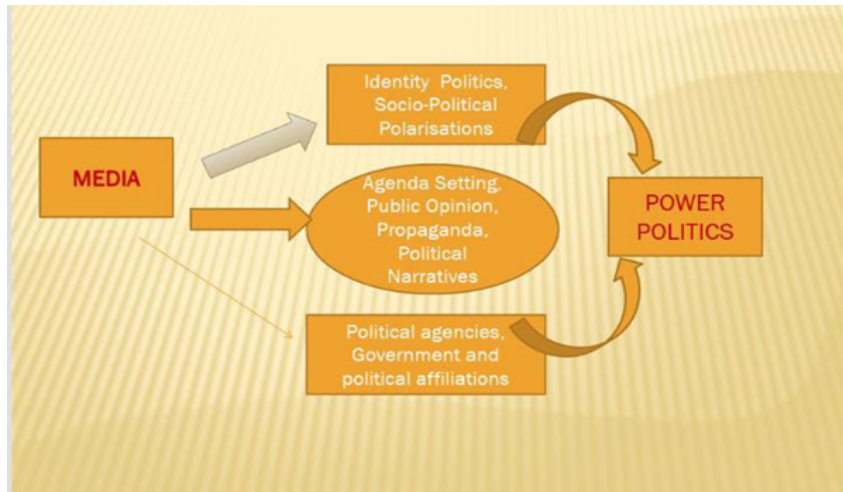 MEDIA
Identity Politics,
Socio-Political
Polarisations
Agenda Setting,
Public Opinion,
Propaganda,
Political
Narratives
Political agencies,
Government and
political affiliations
POWER
POLITICS